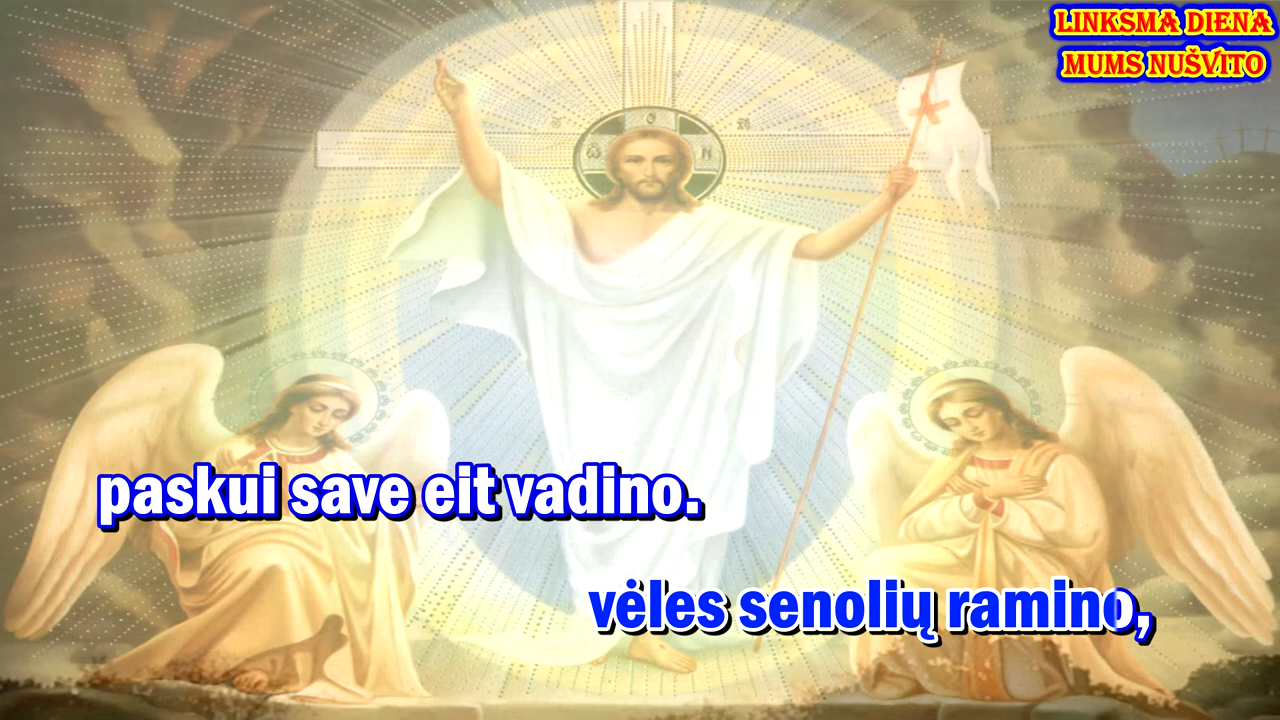 LINKSMA DIENA
MUMS NUŠVITO
paskui save eit vadino.
vėles senolių ramino,